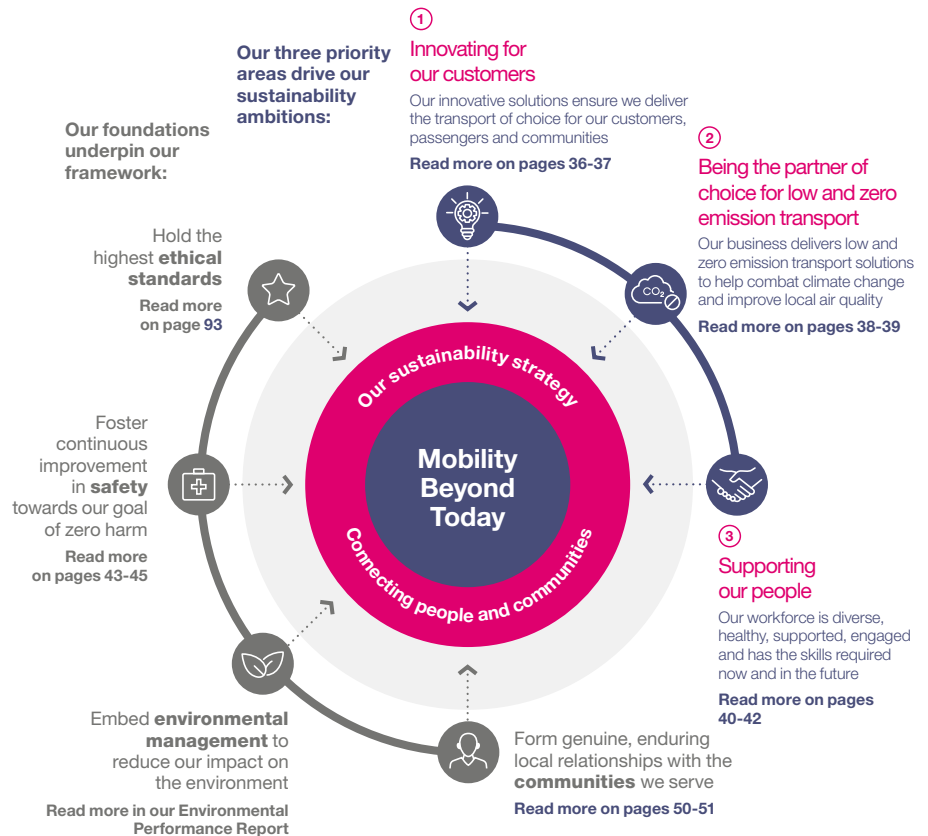 Our three priority
areas drive our
sustainability
ambitions:
1
Innovating for
our customers
Our innovative solutions ensure we deliver
the transport of choice for our customers,
passengers and communities
Read more on pages 36-37
2
Being the partner of
choice for low and zero
emission transport
Our business delivers low and
zero emission transport solutions
to help combat climate change
and improve local air quality
Read more on pages 38-39
CO2
3
Supporting
our people
Our workforce is diverse,
healthy, supported, engaged
and has the skills required
now and in the future
Read more on pages
40-42
Our foundations
underpin our
framework:
Hold the
highest ethical
standards
Read more
on page 93
Foster
continuous
improvement
in safety
towards our goal
of zero harm
Read more
on pages 43-45
Embed environmental
management to
reduce our impact on
the environment
Read more in our Environmental
Performance Report
Form genuine, enduring
local relationships with the
communities we serve
Read more on pages 50-51
Our sustainability strategy
Mobility
Beyond
Today
Connecting people and communities